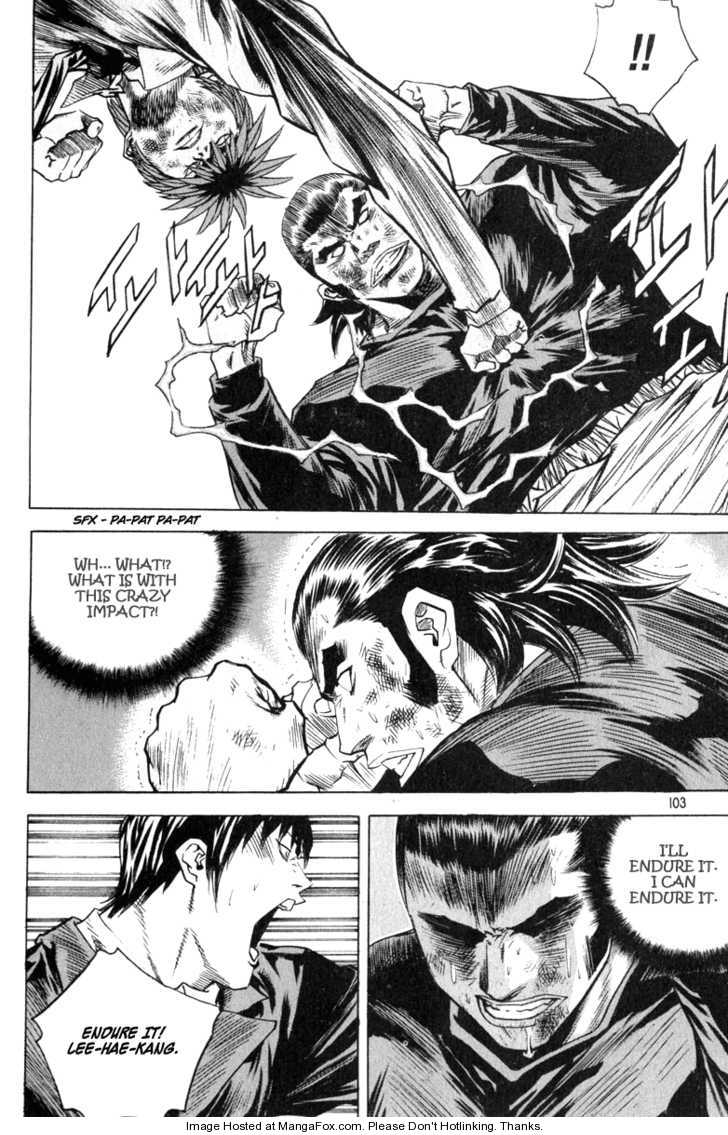 !!
SFX - PA-PAT PA-PAT
WH... WHAT!?
WHAT IS WITH
THIS CRAZY
IMPACT?!
103
I'LL
ENDURE IT.
I CAN
ENDURE IT.
ENDURE IT!
LEE-HAE-KANG.
Image Hosted at MangaFox.com. Please Don't Hotlinking. Thanks.